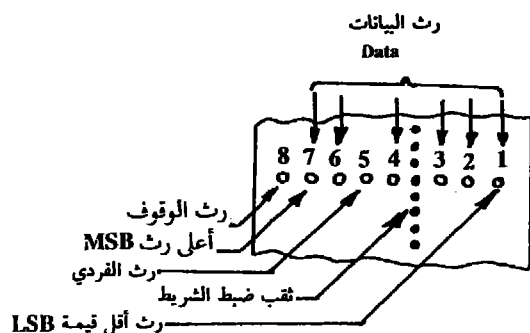 رث البيانات
Data
8 7 6 5 4 3 2 1
رث الوقوف
أعلى رث MSB
رث الفردي
ثقب ضبط الشريط
رث أقل قيمة LSB